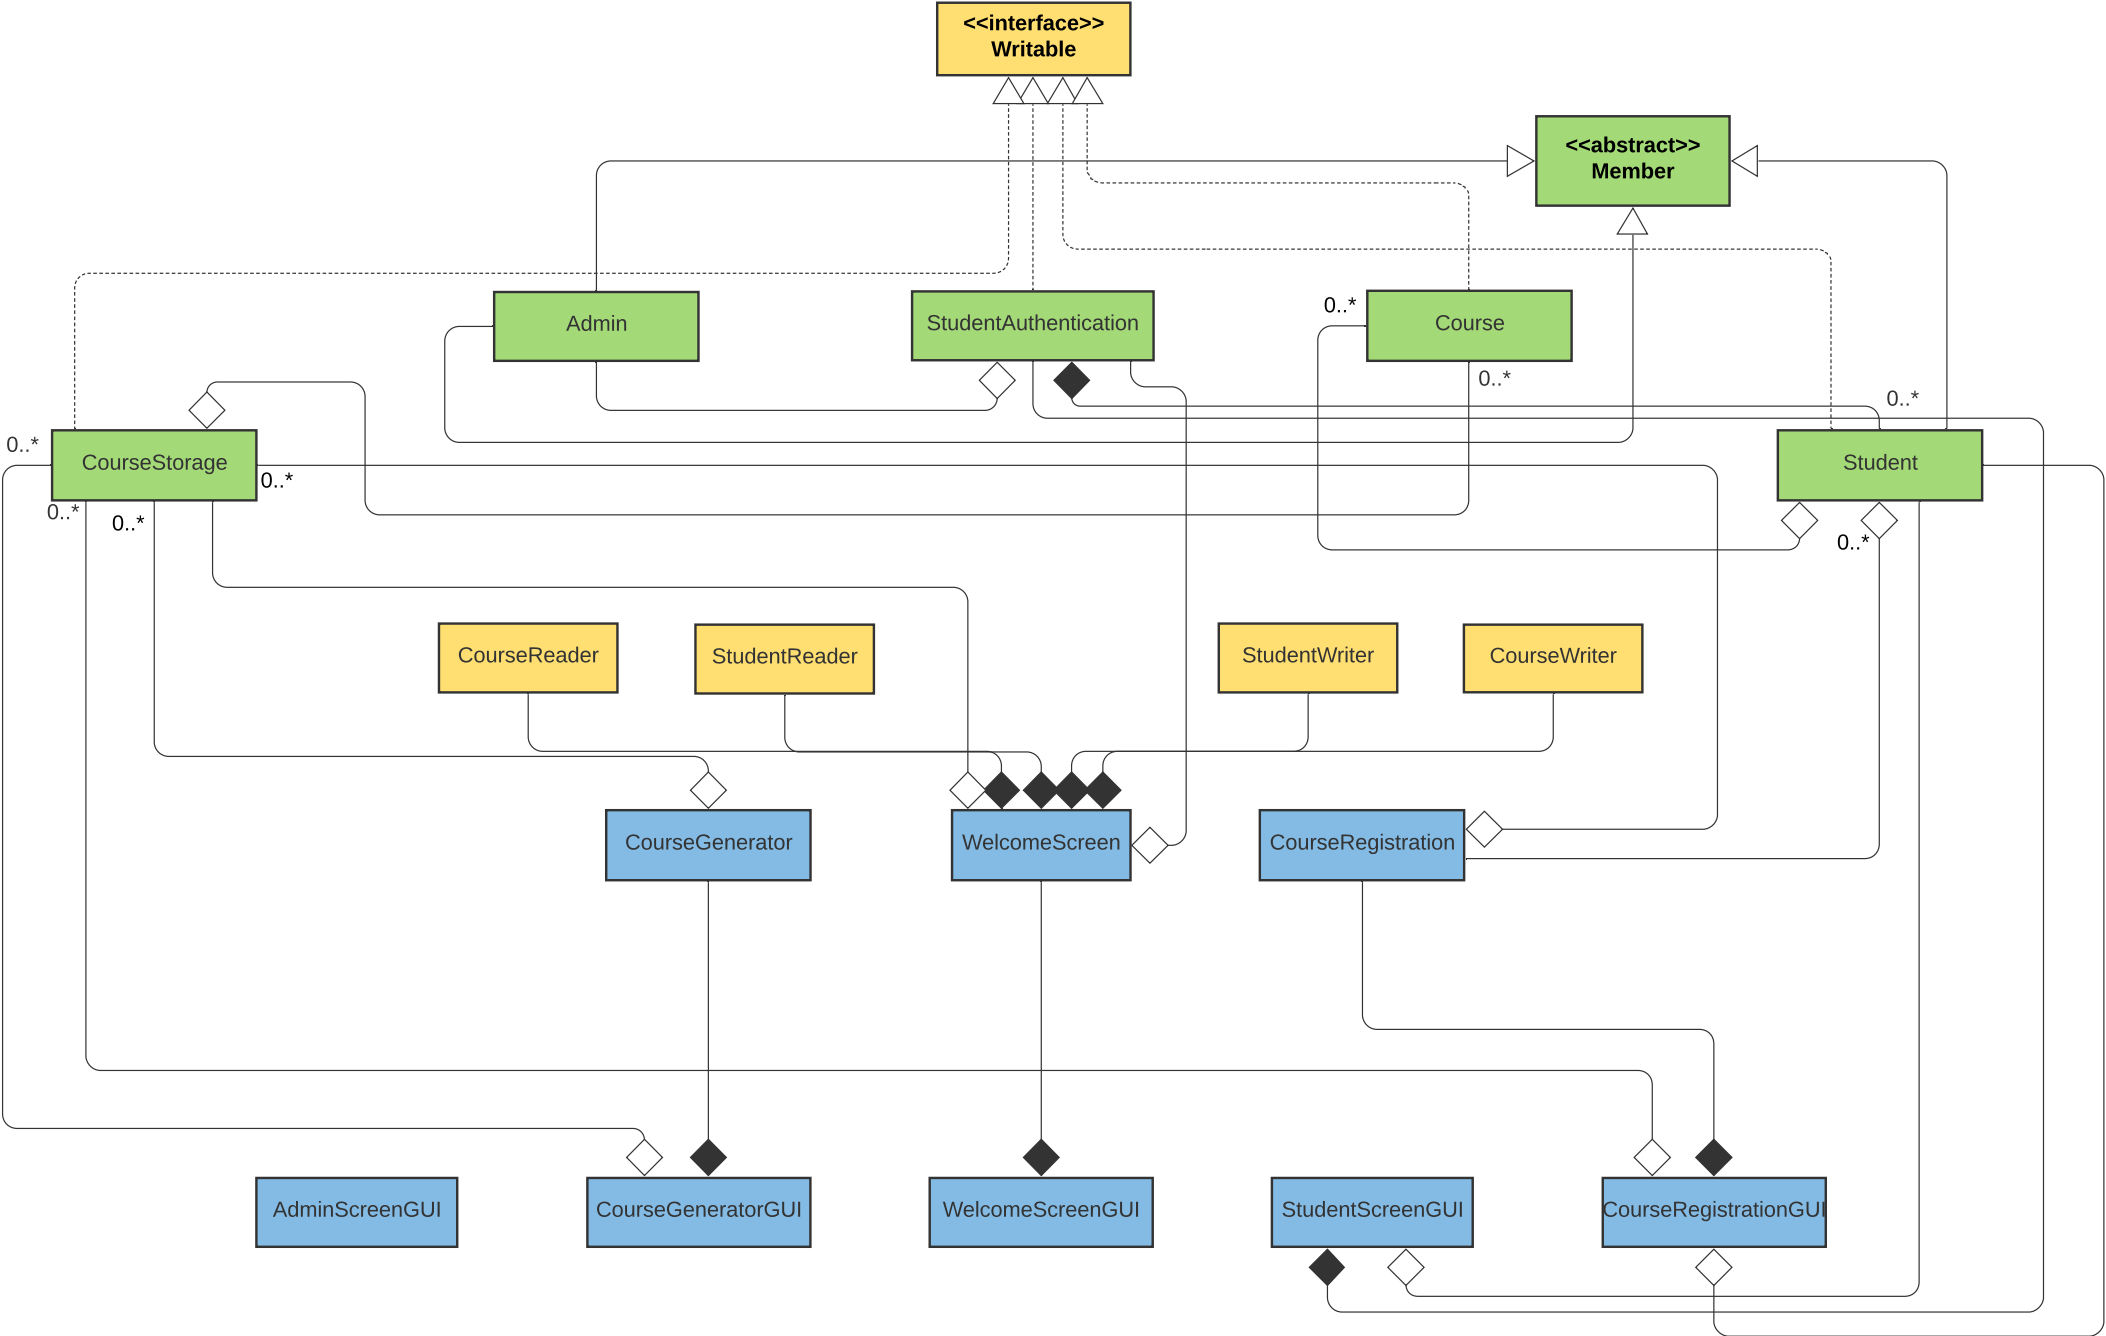 <<interface>>
Writable
<<abstract>>
Member
0..*
Admin
StudentAuthentication
Course
0..*
0..*
0..*
CourseStorage
0..*
Student
0..*
0..*
0..*
CourseReader
StudentReader
StudentWriter
CourseWriter
CourseGenerator
WelcomeScreen
CourseRegistration
AdminScreenGUI
CourseGeneratorGUI
WelcomeScreenGUI
StudentScreenGUI
CourseRegistrationGUI